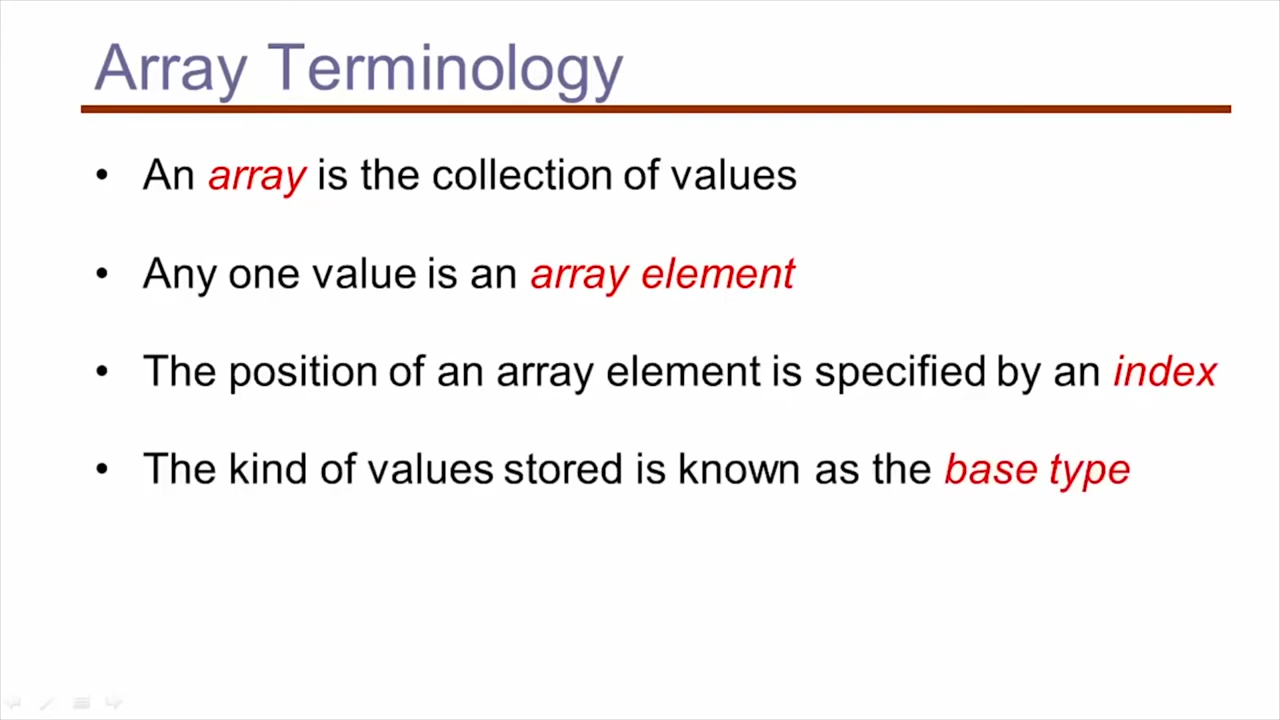 Array Terminology
• An array is the collection of values
• Any one value is an array element
• The position of an array element is specified by an index
• The kind of values stored is known as the base type